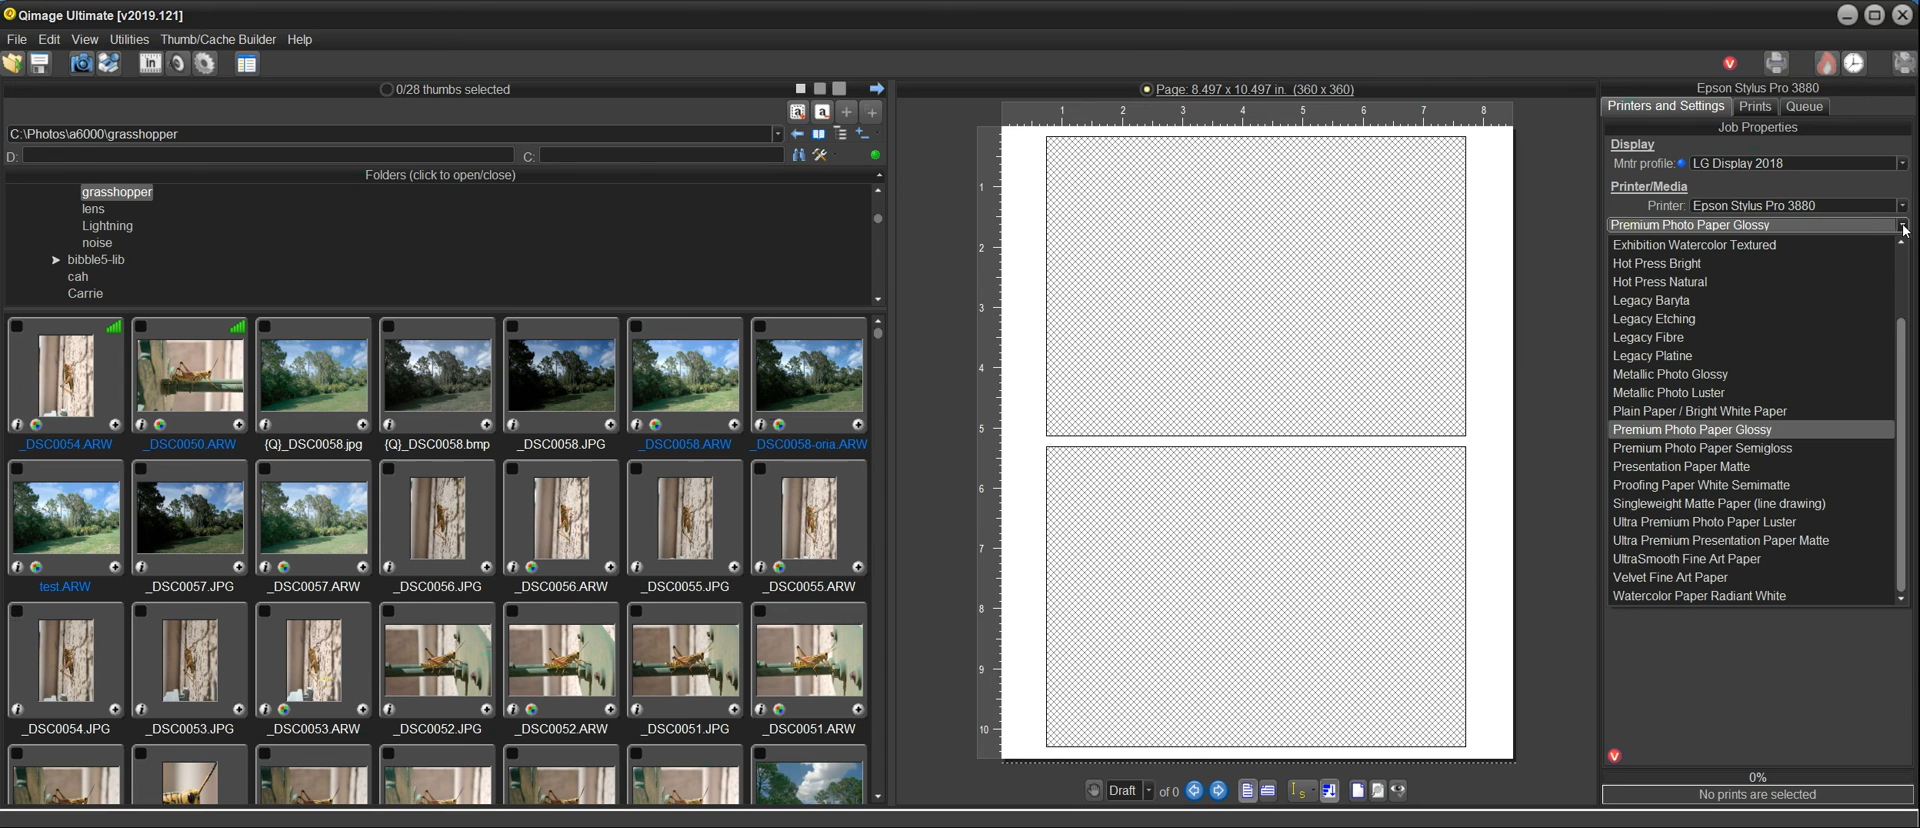 Qimage Ultimate [v2019.121]
File Edit View Utilities Thumb/Cache Builder Help
in
0/28 thumbs selected
C:\Photos\a6000\grasshopper
D:
C:
Folders (click to open/close)
grasshopper
lens
Lightning
noise
bibble5-lib
cah
Carrie
_DSC0054.ARW
_DSC0050.ARW
{Q}_DSC0058.jpg
{Q}_DSC0058.bmp
_DSC0058.JPG
_DSC0058.ARW
_DSC0058-oria.ARW
test.ARW
_DSC0057.JPG
_DSC0057.ARW
_DSC0056.JPG
_DSC0056.ARW
_DSC0055.JPG
_DSC0055.ARW
_DSC0054.JPG
_DSC0053.JPG
_DSC0053.ARW
_DSC0052.JPG
_DSC0052.ARW
_DSC0051.JPG
_DSC0051.ARW
Page: 8.497 x 10.497 in. (360 x 360)
1 2 3 4 5 6 7 8
1
2
3
4
5
6
7
8
9
10
Draft of 0
Epson Stylus Pro 3880
Printers and Settings Prints Queue
Job Properties
Display
Mntr profile: LG Display 2018
Printer/Media
Printer: Epson Stylus Pro 3880
Premium Photo Paper Glossy
Exhibition Watercolor Textured
Hot Press Bright
Hot Press Natural
Legacy Baryta
Legacy Etching
Legacy Fibre
Legacy Platine
Metallic Photo Glossy
Metallic Photo Luster
Plain Paper / Bright White Paper
Premium Photo Paper Glossy
Premium Photo Paper Semigloss
Presentation Paper Matte
Proofing Paper White Semimatte
Singleweight Matte Paper (line drawing)
Ultra Premium Photo Paper Luster
Ultra Premium Presentation Paper Matte
UltraSmooth Fine Art Paper
Velvet Fine Art Paper
Watercolor Paper Radiant White
0%
No prints are selected